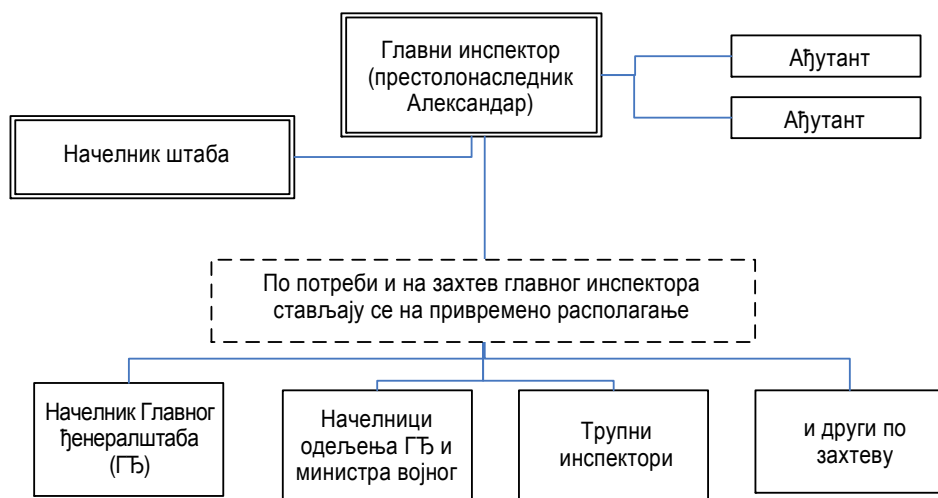 Главни инспектор
(престолонаследник
Александар)
Ађутант
Ађутант
Начелник штаба
По потреби и на захтев главног инспектора
стављају се на привремено располагање
Начелник Главног
ђенералштаба
(ГЂ)
Начелници
одељења ГЂ и
министра војног
Трупни
инспектори
и други по
захтеву